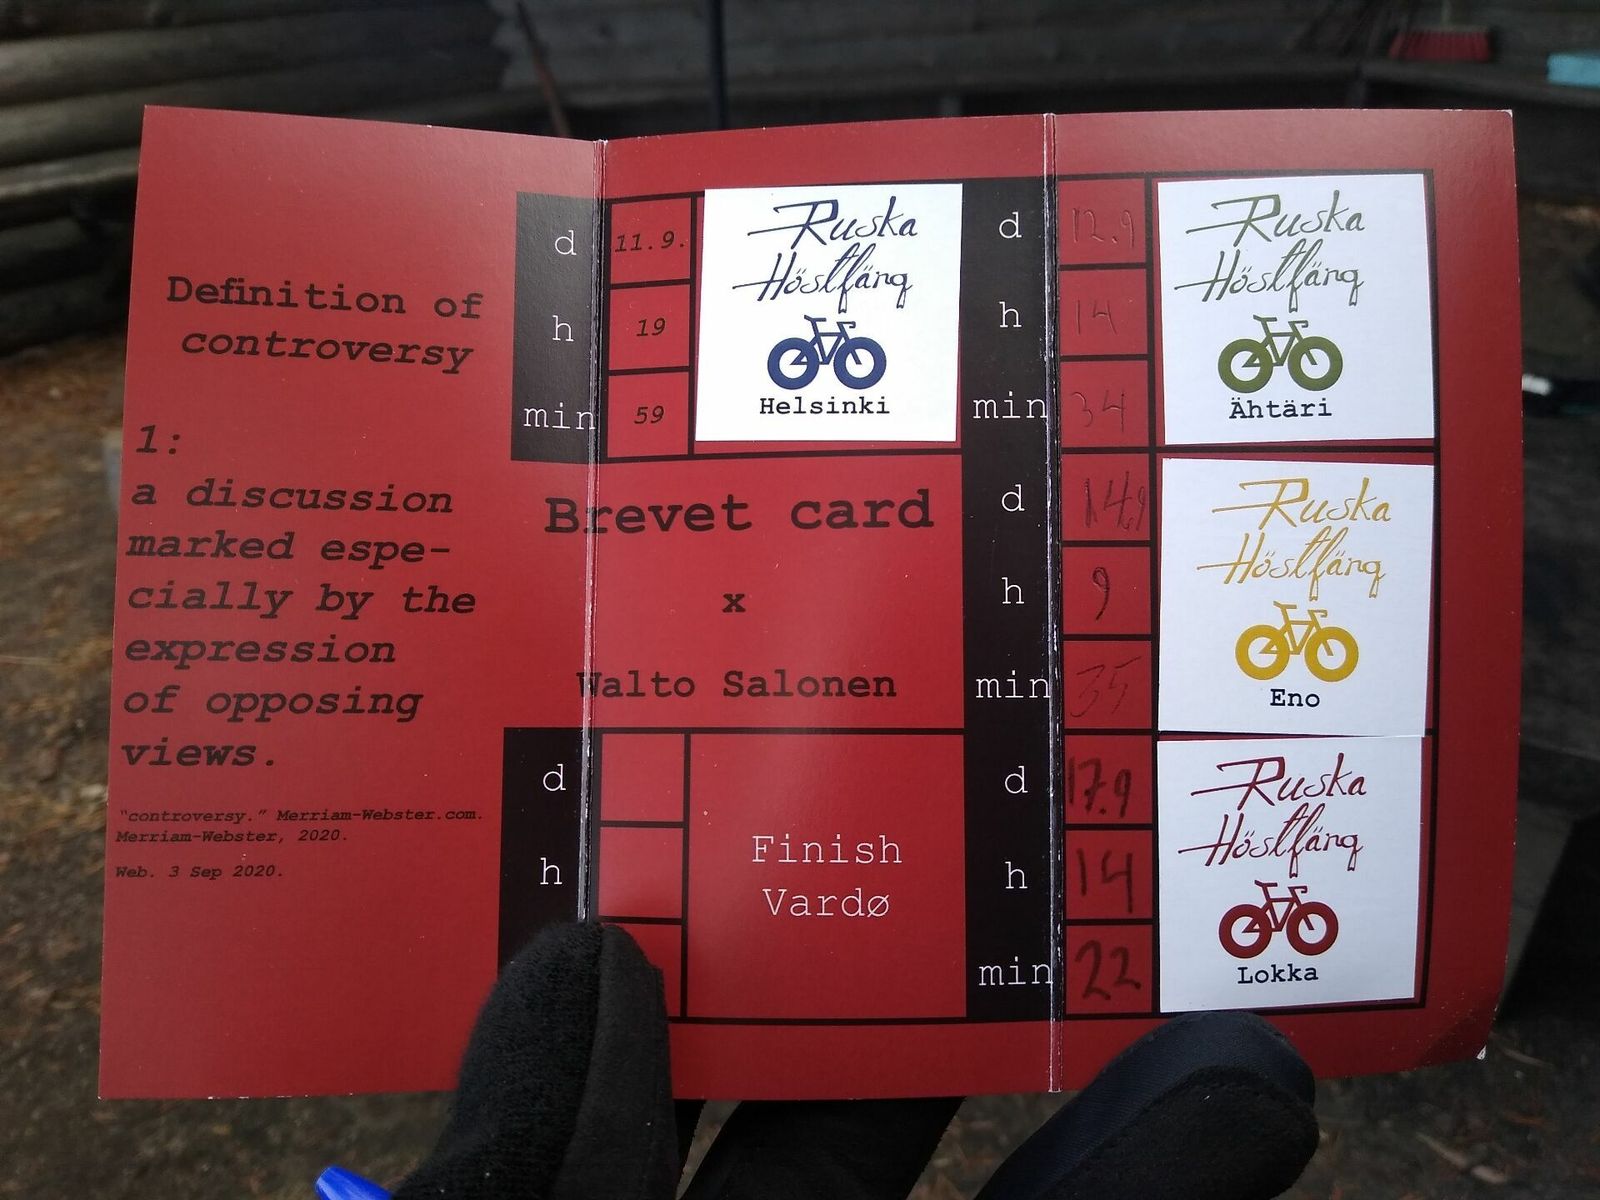 Definition of
controversy
1:
a discussion
marked espe-
cially by the
expression
of opposing
views.
"controversy." Merriam-Webster.com.
Merriam-Webster, 2020.
Web. 3 Sep 2020.
d
11.9.
h
19
min
59
Ruska
Höstfärg
Helsinki
Brevet card
x
Walto Salonen
d
h
Finish
Vardø
d
12.9
h
14
min
34
Ruska
Höstfärg
Ähtäri
d
14.9
h
9
min
35
Ruska
Höstfärg
Eno
d
17.9
h
14
min
22
Ruska
Höstfärg
Lokka